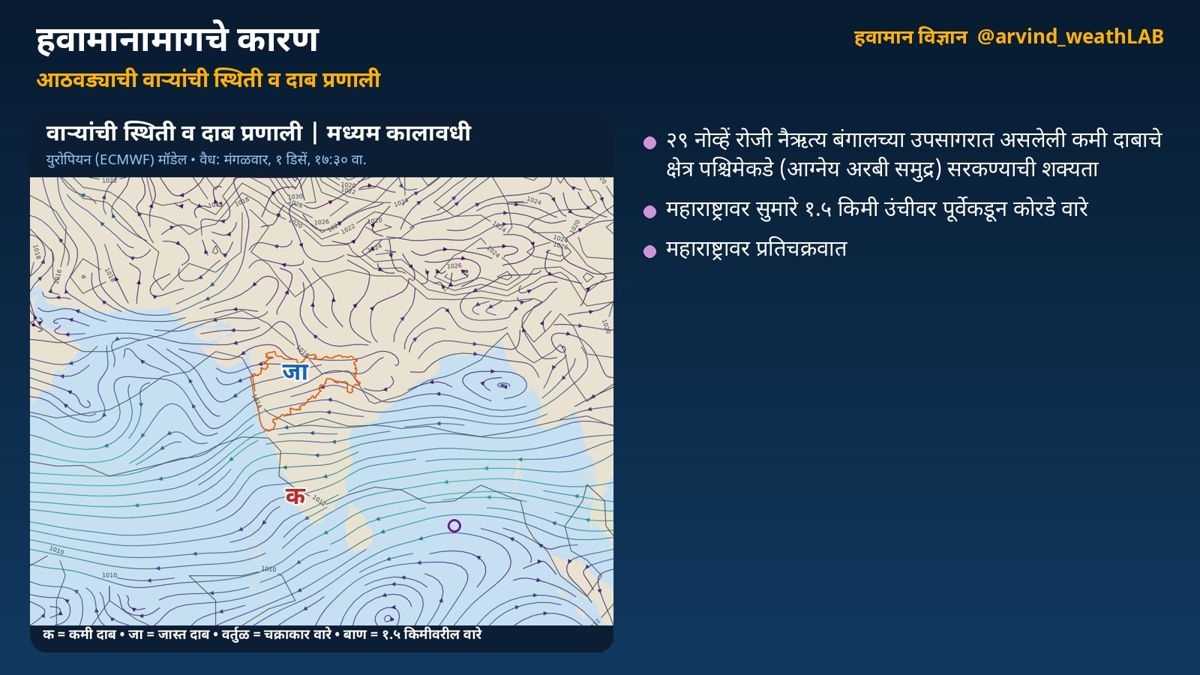 हवामानामागचे कारण
हवामान विज्ञान @arvind_weathLAB
आठवड्याची वाऱ्यांची स्थिती व दाब प्रणाली
वाऱ्यांची स्थिती व दाब प्रणाली | मध्यम कालावधी
युरोपियन (ECMWF) मॉडेल • वैध: मंगळवार, १ डिसें, १७:३० वा.
जा
क
1026
1010
1010
1010
क = कमी दाब • जा = जास्त दाब • वर्तुळ = चक्राकार वारे • बाण = १.५ किमीवरील वारे
२९ नोव्हें रोजी नैऋत्य बंगालच्या उपसागरात असलेली कमी दाबाचे
क्षेत्र पश्चिमेकडे (आग्नेय अरबी समुद्र) सरकण्याची शक्यता
महाराष्ट्रावर सुमारे १.५ किमी उंचीवर पूर्वेकडून कोरडे वारे
महाराष्ट्रावर प्रतिचक्रवात